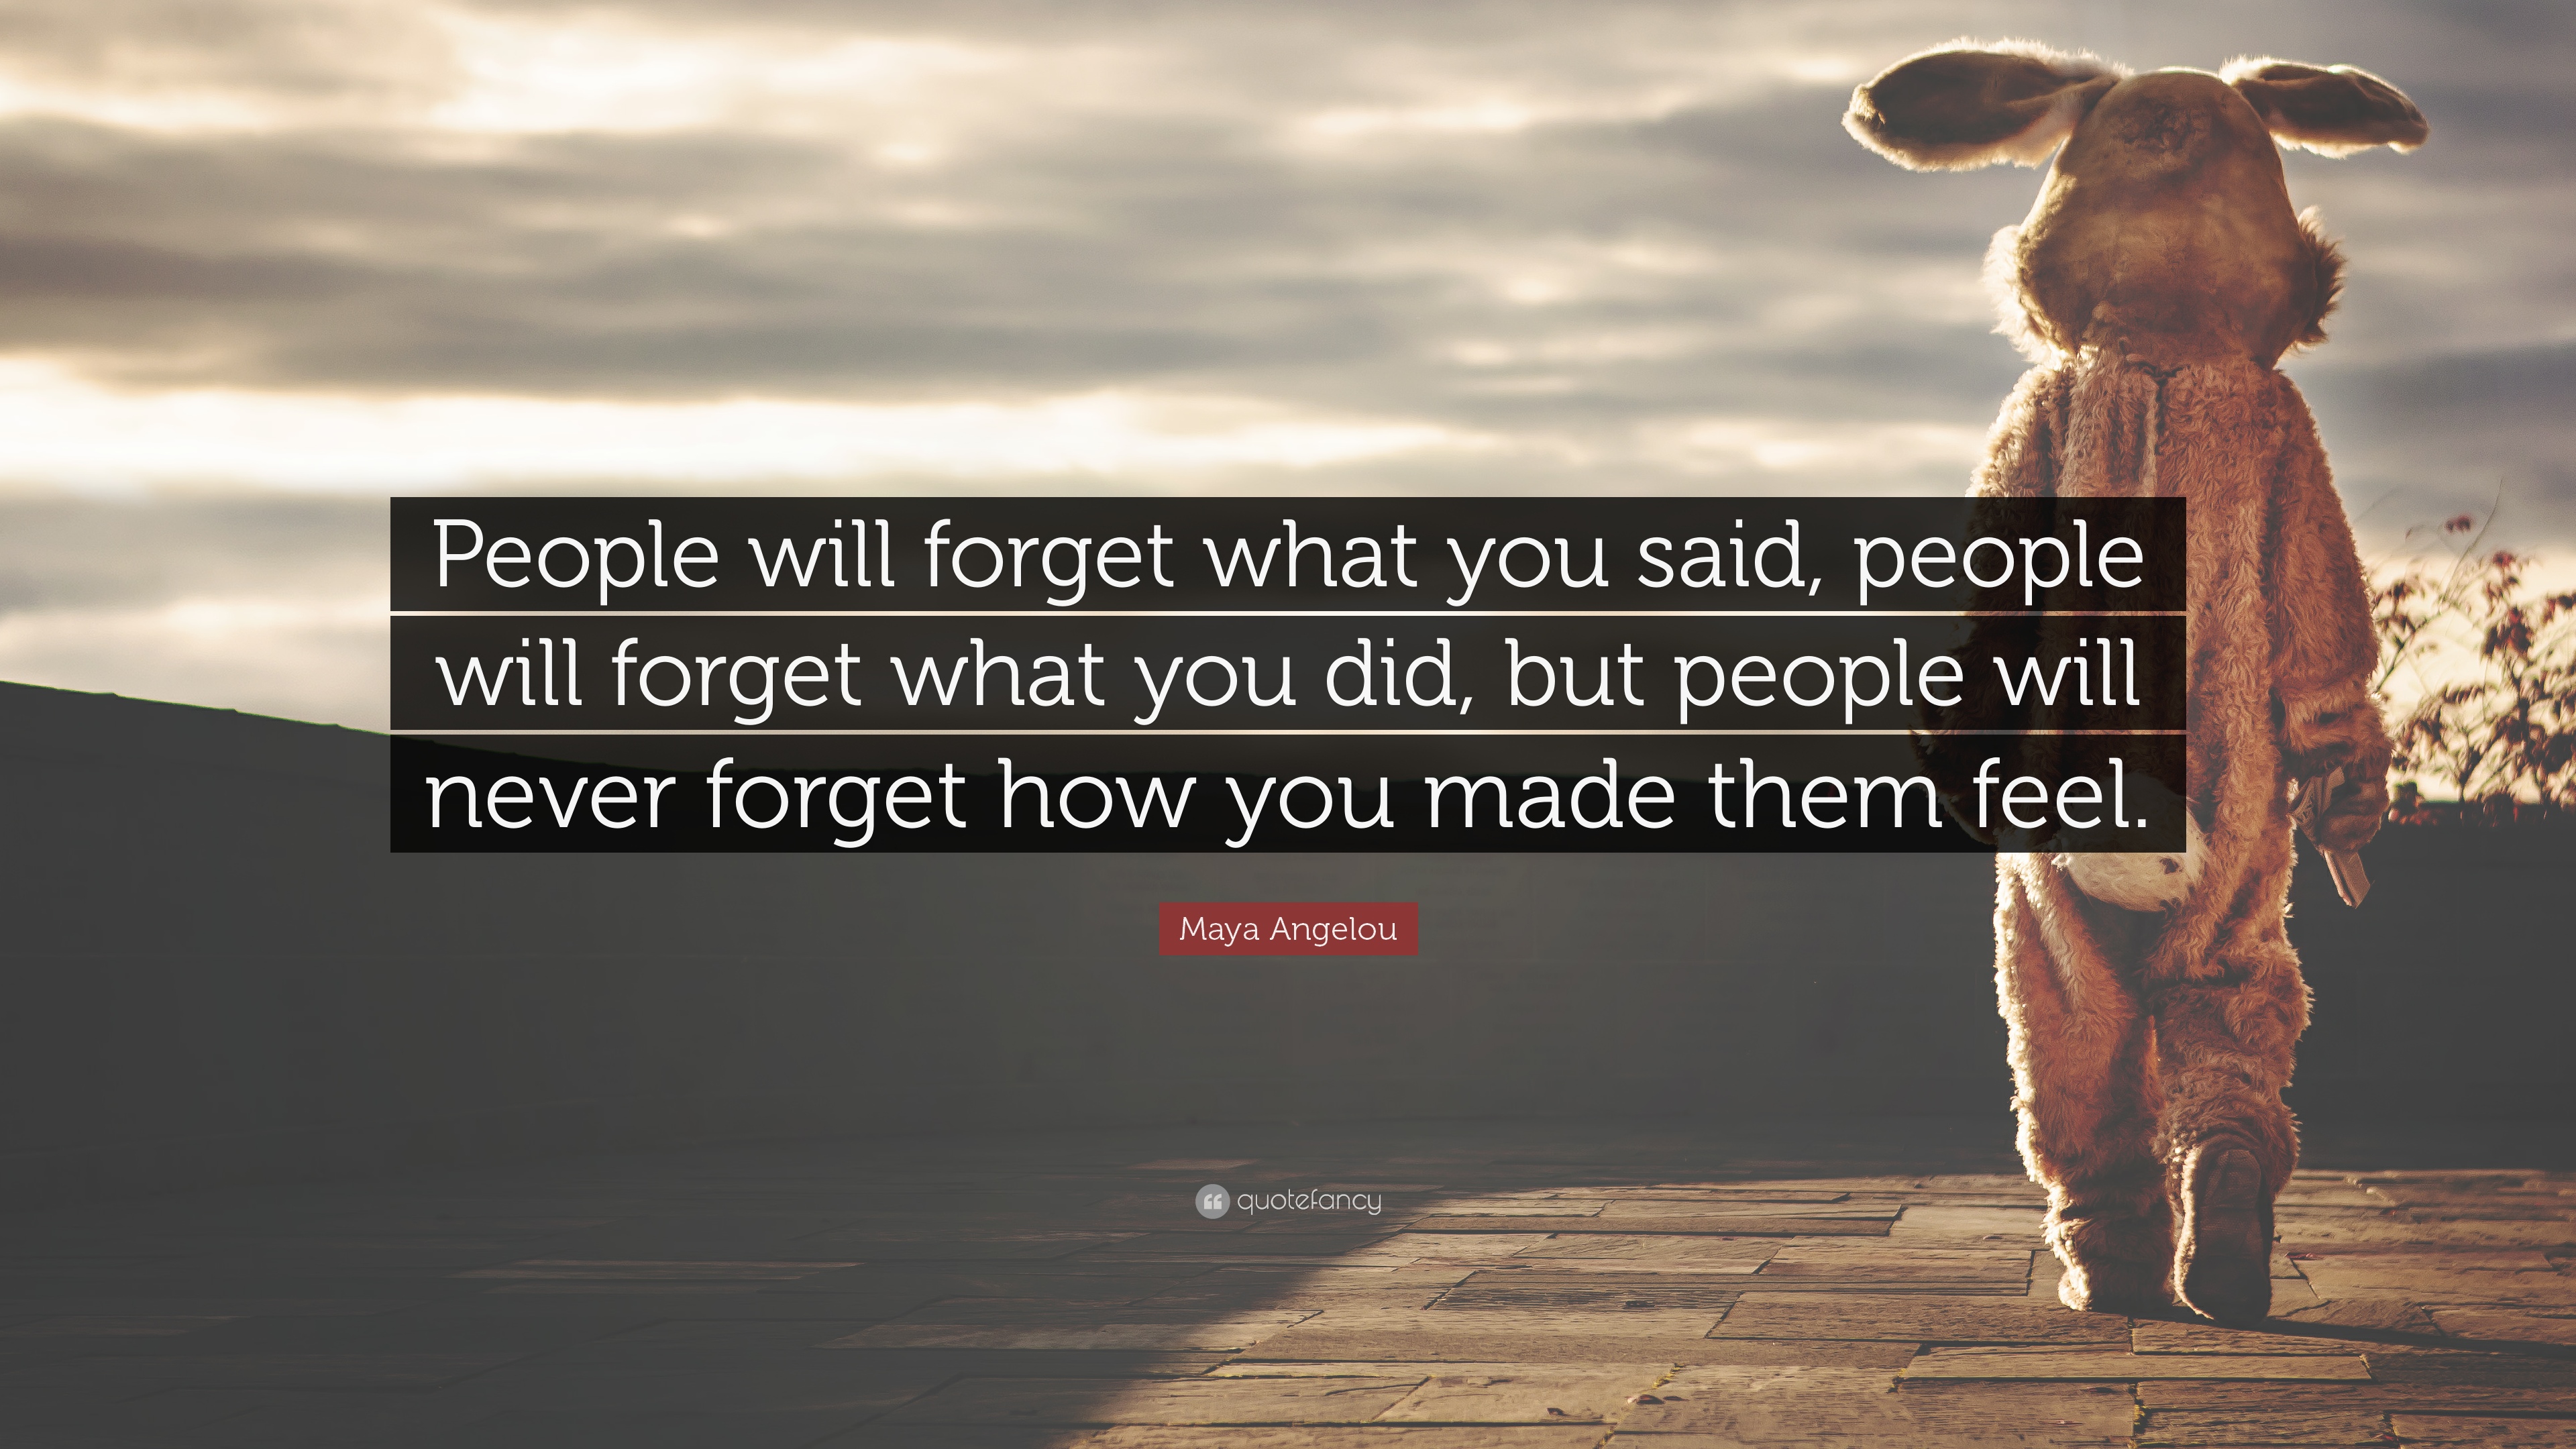 People will forget what you said, people
will forget what you did, but people will
never forget how you made them feel.
Maya Angelou
quotefancy